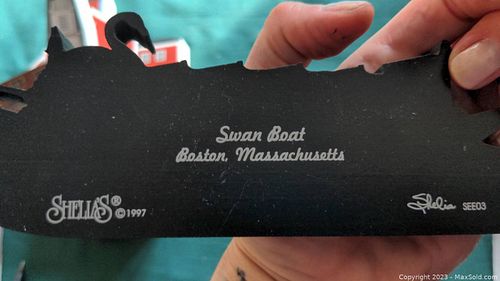 Swan Boat
Boston, Massachusetts
SHELIA'S® ©1997
Shelia SEE03
Copyright 2023 - MaxSold.com